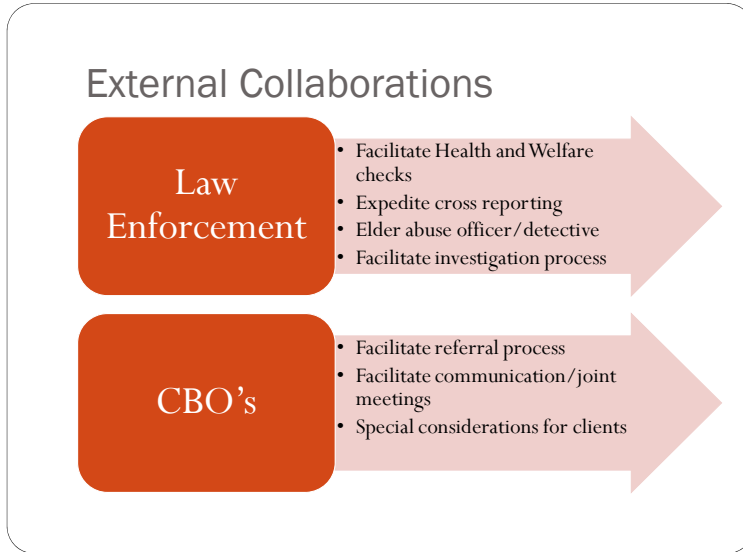 External Collaborations
Law
Enforcement
• Facilitate Health and Welfare
checks
• Expedite cross reporting
• Elder abuse officer/detective
• Facilitate investigation process
CBO’s
• Facilitate referral process
• Facilitate communication/joint
meetings
• Special considerations for clients